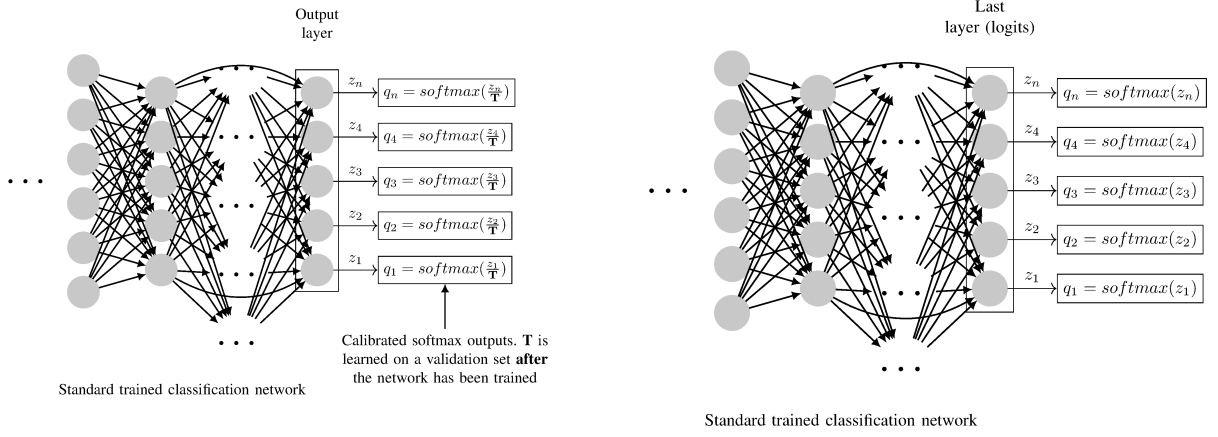 Output
layer
z_n
q_n = softmax(z_n/T)
z_4
q_4 = softmax(z_4/T)
z_3
q_3 = softmax(z_3/T)
z_2
q_2 = softmax(z_2/T)
z_1
q_1 = softmax(z_1/T)
Calibrated softmax outputs. T is
learned on a validation set after
the network has been trained
Standard trained classification network
Last
layer (logits)
z_n
q_n = softmax(z_n)
z_4
q_4 = softmax(z_4)
z_3
q_3 = softmax(z_3)
z_2
q_2 = softmax(z_2)
z_1
q_1 = softmax(z_1)
Standard trained classification network